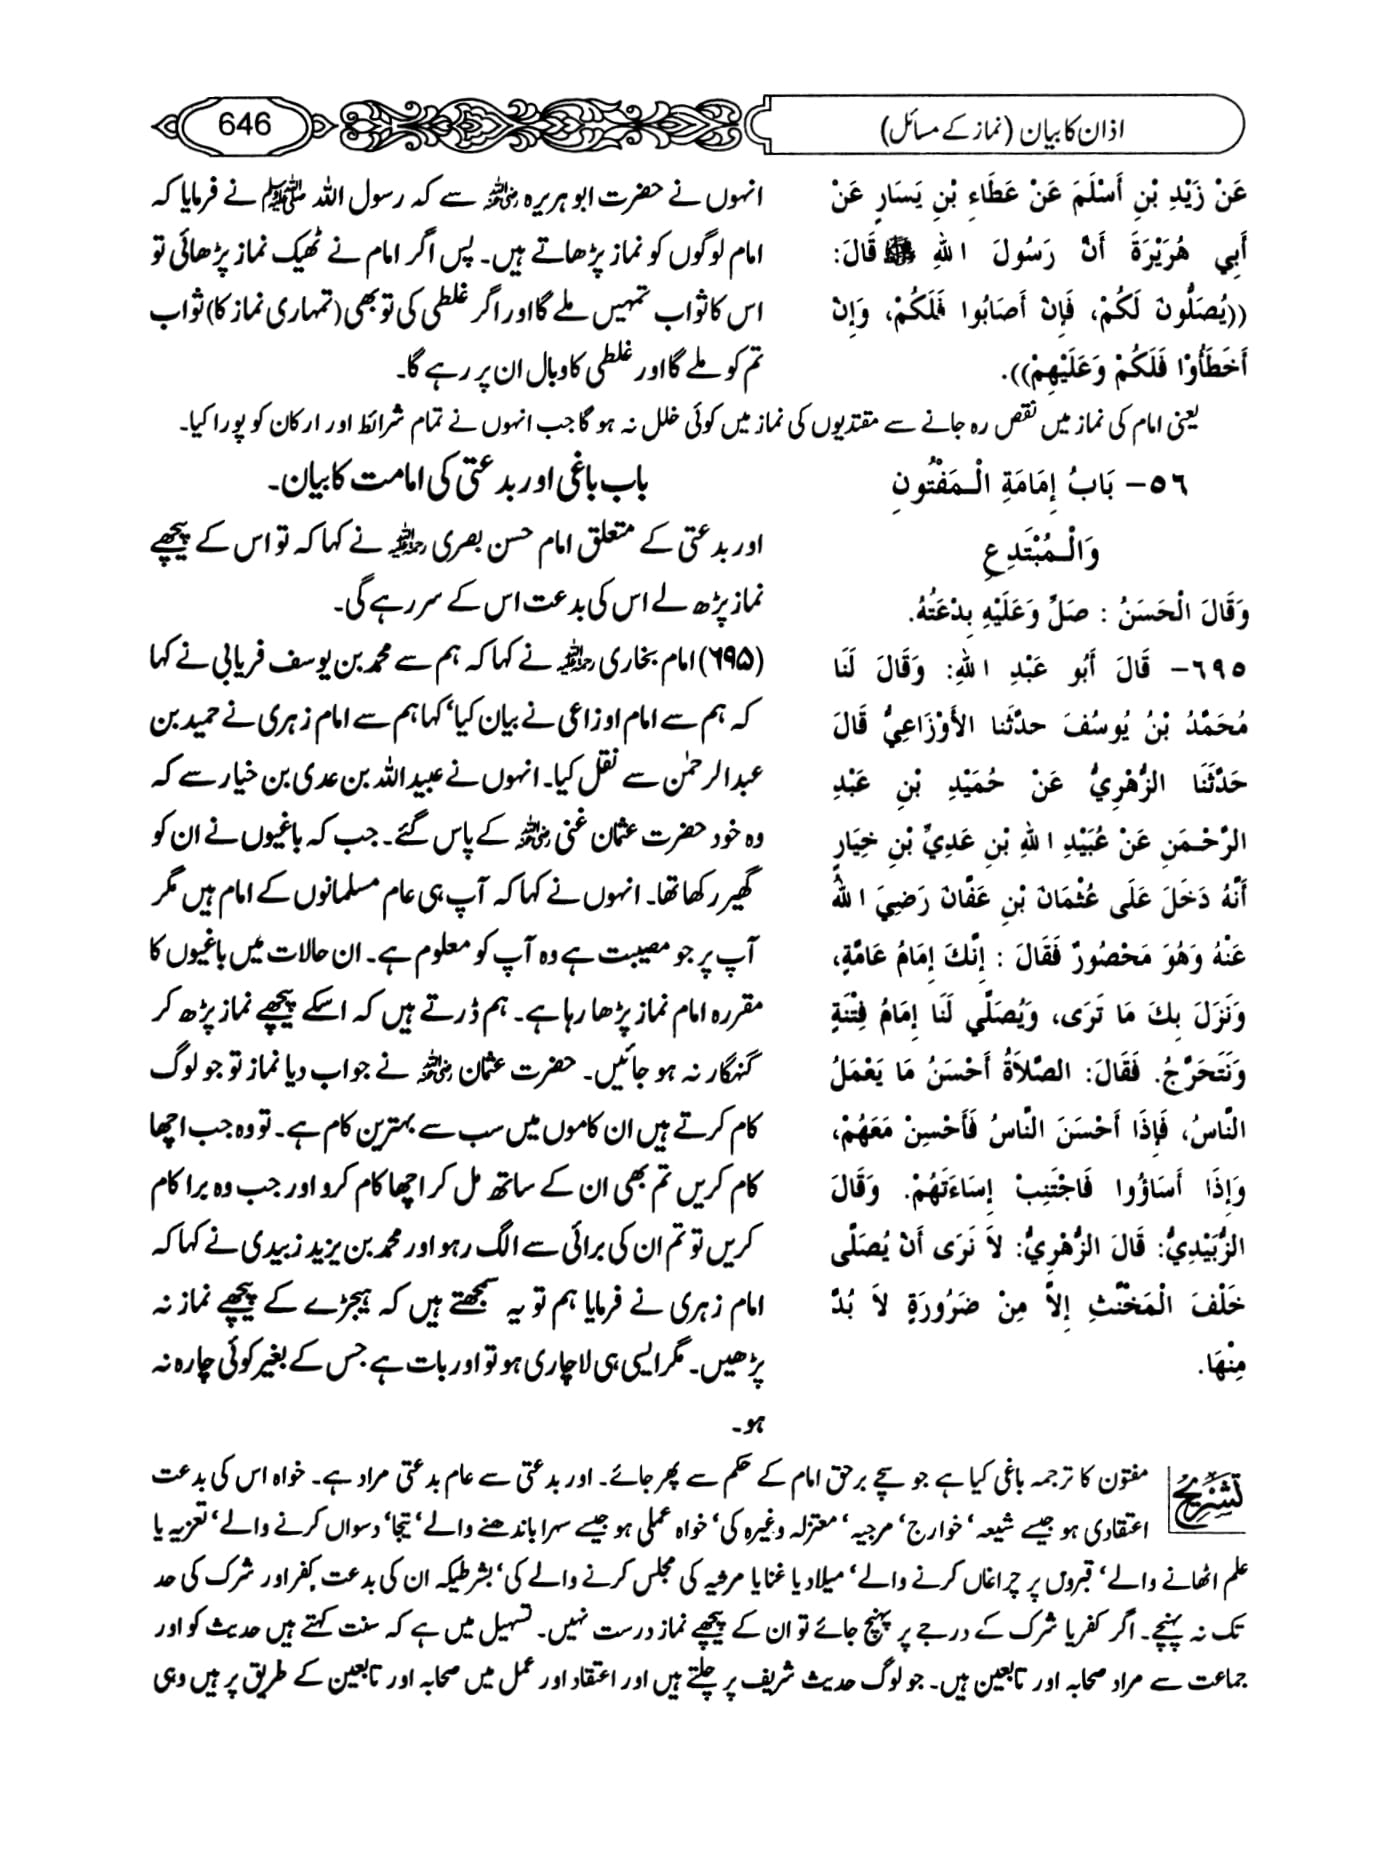 اذان کا بیان (نماز کے مسائل)
646
عَنْ زَيْدِ بْنِ أَسْلَمَ عَنْ عَطَاءِ بْنِ يَسَارٍ عَنْ
أَبِي هُرَيْرَةَ أَنَّ رَسُولَ اللهِ ﷺ قَالَ:
((يُصَلُّونَ لَكُمْ، فَإِنْ أَصَابُوا فَلَكُمْ، وَإِنْ
أَخَطَأُوْا فَلَكُمْ وَعَلَيْهِمْ)).
انہوں نے حضرت ابو ہریرہ رضی اللہ عنہ سے کہ رسول اللہ ﷺ نے فرمایا کہ
امام لوگوں کو نماز پڑھاتے ہیں۔ پس اگر امام نے ٹھیک نماز پڑھائی تو
اس کا ثواب تمہیں ملے گا اور اگر غلطی کی تو بھی (تمہاری نماز کا) ثواب
تم کو ملے گا اور غلطی کا وبال ان پر رہے گا۔
یعنی امام کی نماز میں نقص رہ جانے سے مقتدیوں کی نماز میں کوئی خلل نہ ہو گا جب انہوں نے تمام شرائط اور ارکان کو پورا کیا۔
٥٦- بَابُ إِمَامَةِ الْـمَفْتُونِ
وَالْـمُبْتَدِعِ
وَقَالَ الْحَسَنُ : صَلِّ وَعَلَيْهِ بِدْعَتُهُ.
٦٩٥- قَالَ أَبُو عَبْدِ اللهِ: وَقَالَ لَنَا
مُحَمَّدُ بْنُ يُوسُفَ حدَّثَنا الأَوْزَاعِيُّ قَالَ
حَدَّثَنَا الزُّهْرِيُّ عَنْ حُمَيْدِ بْنِ عَبْدِ
الرَّحْـمَنِ عَنْ عُبَيْدِ اللهِ بْنِ عَدِيِّ بْنِ خِيَارٍ
أَنَّهُ دَخَلَ عَلَى عُثْمَانَ بْنِ عَفَّانَ رَضِيَ اللهُ
عَنْهُ وَهُوَ مَحْصُورٌ فَقَالَ : إِنَّكَ إِمَامُ عَامَّةٍ،
وَنَزَلَ بِكَ مَا تَرَى، وَيُصَلِّي لَنَا إِمَامُ فِتْنَةٍ
وَنَتَحَرَّجُ. فَقَالَ: الصَّلاَةُ أَحْسَنُ مَا يَعْمَلُ
النَّاسُ، فَإِذَا أَحْسَنَ النَّاسُ فَأَحْسِنْ مَعَهُمْ،
وَإِذَا أَسَاؤُوا فَاجْتَنِبْ إِسَاءَتَهُمْ. وَقَالَ
الزُّبَيْدِيُّ: قَالَ الزُّهْرِيُّ: لاَ نَرَى أَنْ يُصَلَّى
خَلْفَ الْمَخَنَّثِ إِلاَّ مِنْ ضَرُورَةٍ لاَ بُدَّ
مِنْهَا.
باب باغی اور بدعتی کی امامت کا بیان۔
اور بدعتی کے متعلق امام حسن بصری رحمہ اللہ نے کہا کہ تو اس کے پیچھے
نماز پڑھ لے اس کی بدعت اس کے سر رہے گی۔
(۶۹۵) امام بخاری رحمہ اللہ نے کہا کہ ہم سے محمد بن یوسف فریابی نے کہا
کہ ہم سے امام اوزاعی نے بیان کیا‘ کہا ہم سے امام زہری نے حمید بن
عبدالرحمٰن سے نقل کیا۔ انہوں نے عبیداللہ بن عدی بن خیار سے کہ
وہ خود حضرت عثمان غنی رضی اللہ عنہ کے پاس گئے۔ جب کہ باغیوں نے ان کو
گھیر رکھا تھا۔ انہوں نے کہا کہ آپ ہی عام مسلمانوں کے امام ہیں مگر
آپ پر جو مصیبت ہے وہ آپ کو معلوم ہے۔ ان حالات میں باغیوں کا
مقررہ امام نماز پڑھا رہا ہے۔ ہم ڈرتے ہیں کہ اسکے پیچھے نماز پڑھ کر
گنہگار نہ ہو جائیں۔ حضرت عثمان رضی اللہ عنہ نے جواب دیا نماز تو جو لوگ
کام کرتے ہیں ان کاموں میں سب سے بہترین کام ہے۔ تو وہ جب اچھا
کام کریں تم بھی ان کے ساتھ مل کر اچھا کام کرو اور جب وہ برا کام
کریں تو تم ان کی برائی سے الگ رہو اور محمد بن یزید زبیدی نے کہا کہ
امام زہری نے فرمایا ہم تو یہ سمجھتے ہیں کہ ہیجڑے کے پیچھے نماز نہ
پڑھیں۔ مگر ایسی ہی لاچاری ہو تو اور بات ہے جس کے بغیر کوئی چارہ نہ
ہو۔
تشریح
مفتون کا ترجمہ باغی کیا ہے جو سچے برحق امام کے حکم سے پھر جائے۔ اور بدعتی سے عام بدعتی مراد ہے۔ خواہ اس کی بدعت
اعتقادی ہو جیسے شیعہ‘ خوارج‘ مرجیہ‘ معتزلہ وغیرہ کی‘ خواہ عملی ہو جیسے سہرا باندھنے والے‘ تیجا‘ دسواں کرنے والے‘ تعزیہ یا
علم اٹھانے والے‘ قبروں پر چراغاں کرنے والے‘ میلاد یا غنا یا مرثیہ کی مجلس کرنے والے کی‘ بشرطیکہ ان کی بدعت کفر اور شرک کی حد
تک نہ پہنچے۔ اگر کفر یا شرک کے درجے پر پہنچ جائے تو ان کے پیچھے نماز درست نہیں۔ تسہیل میں ہے کہ سنت کہتے ہیں حدیث کو اور
جماعت سے مراد صحابہ اور تابعین ہیں۔ جو لوگ حدیث شریف پر چلتے ہیں اور اعتقاد اور عمل میں صحابہ اور تابعین کے طریق پر ہیں وہی